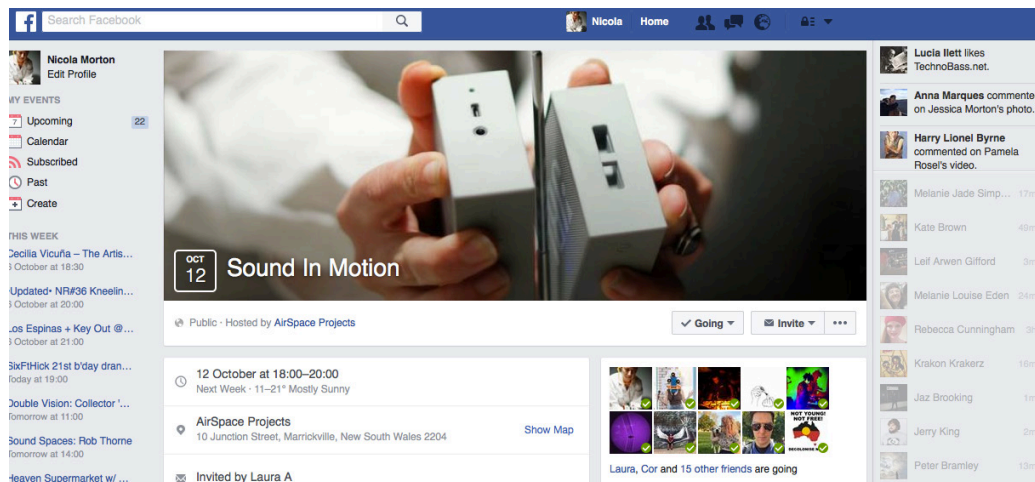 f Search Facebook Nicola Home
Nicola Morton
Edit Profile
MY EVENTS
7 Upcoming 22
Calendar
Subscribed
Past
Create
THIS WEEK
Cecilia Vicuña – The Artis...
October at 18:30
•Updated• NR#36 Kneelin...
October at 20:00
Los Espinas + Key Out @...
October at 21:00
SixFtHick 21st b'day dran...
Today at 19:00
Double Vision: Collector '...
Tomorrow at 11:00
Sound Spaces: Rob Thorne
Tomorrow at 14:00
Heaven Supermarket w/ ...
OCT
12
Sound In Motion
Public · Hosted by AirSpace Projects
Going
Invite
12 October at 18:00–20:00
Next Week · 11–21° Mostly Sunny
AirSpace Projects
10 Junction Street, Marrickville, New South Wales 2204
Show Map
Invited by Laura A
NOT YOUNG!
NOT FREE!
Laura, Cor and 15 other friends are going
Lucia Ilett likes
TechnoBass.net.
Anna Marques commente
on Jessica Morton's photo.
Harry Lionel Byrne
commented on Pamela
Rosel's video.
Melanie Jade Simp... 17m
Kate Brown 48m
Leif Arwen Gifford 3m
Melanie Louise Eden 24m
Rebecca Cunningham 3h
Krakon Krakerz 16m
Jaz Brooking 1m
Jerry King 2m
Peter Bramley 13m